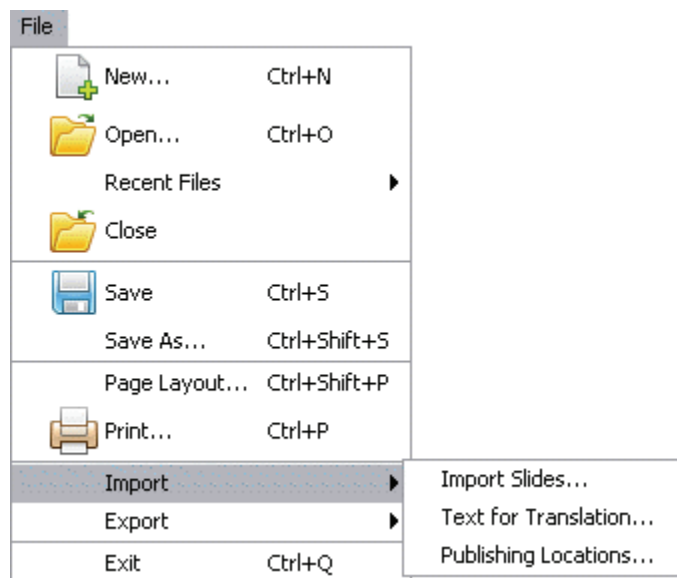 File
New... Ctrl+N
Open... Ctrl+O
Recent Files
Close
Save Ctrl+S
Save As... Ctrl+Shift+S
Page Layout... Ctrl+Shift+P
Print... Ctrl+P
Import
Import Slides...
Export
Text for Translation...
Publishing Locations...
Exit Ctrl+Q